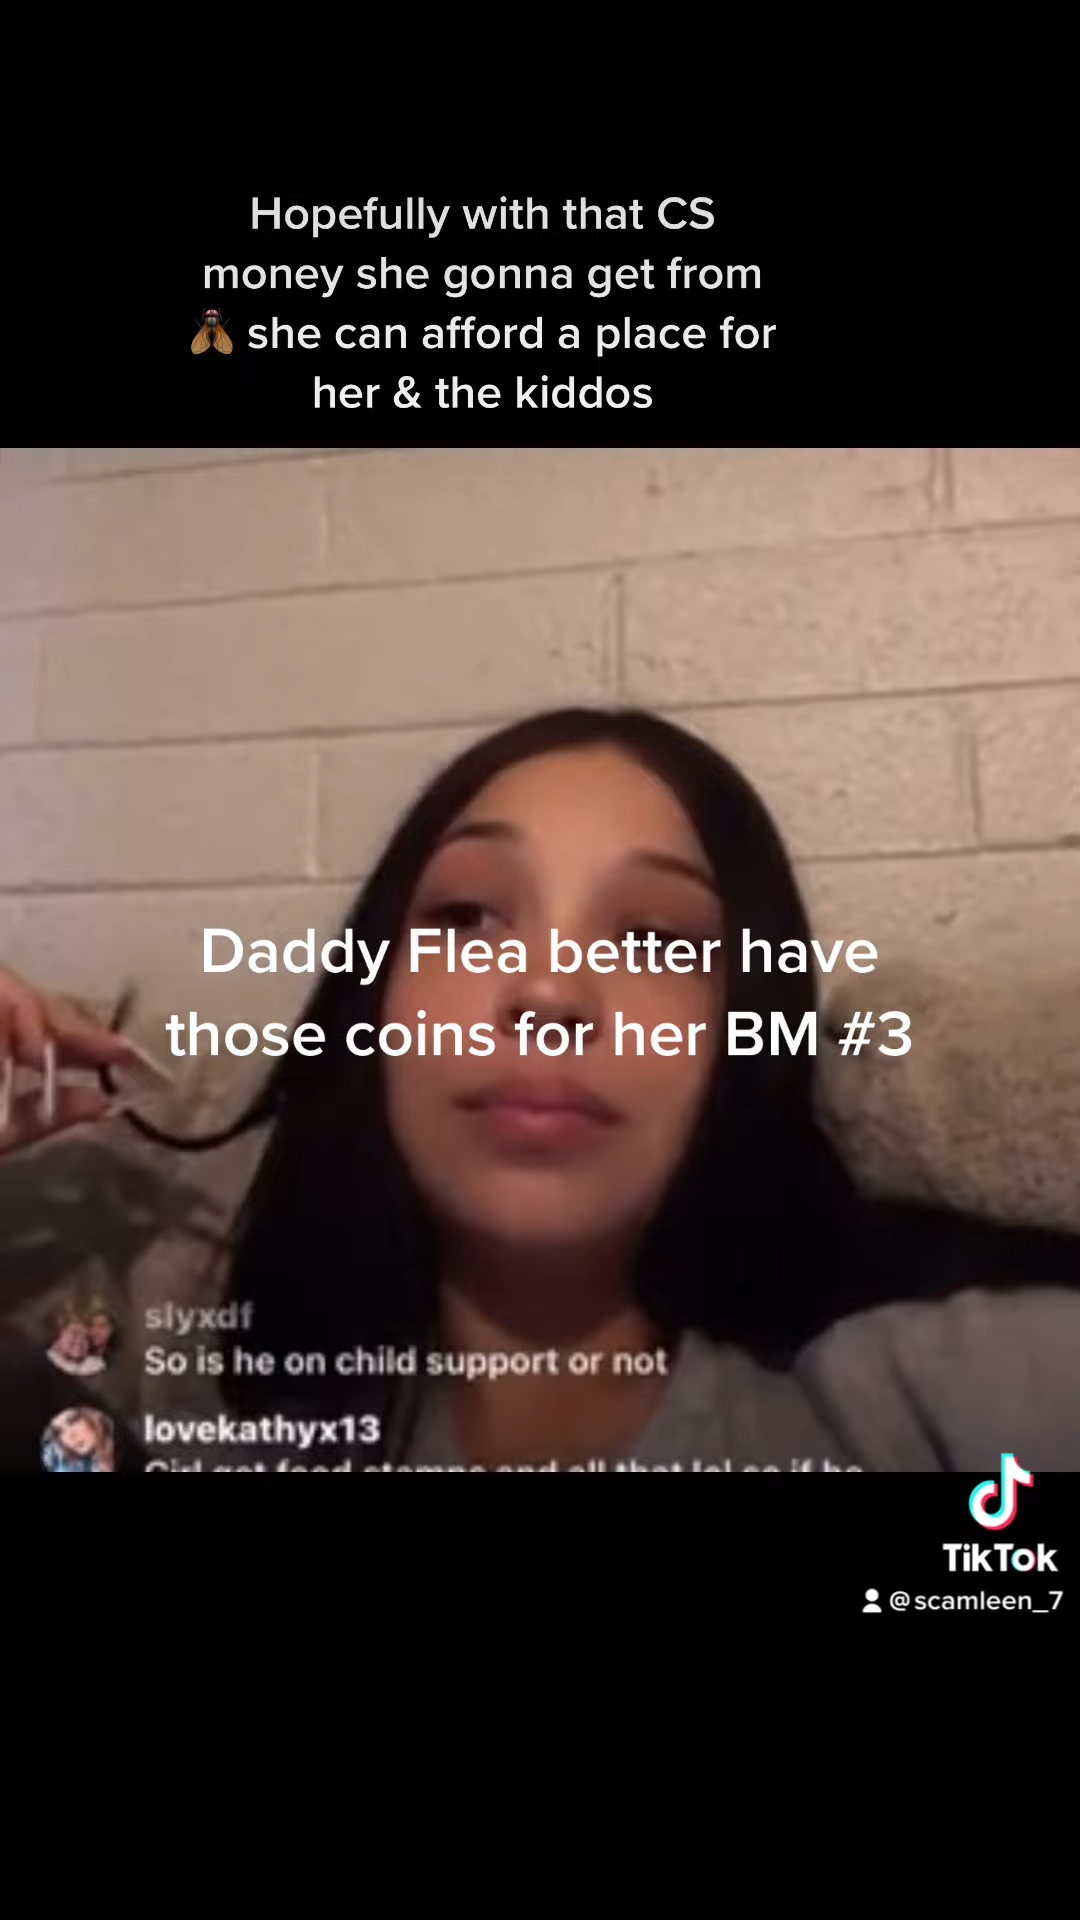 Hopefully with that CS
money she gonna get from
🪰 she can afford a place for
her & the kiddos
Daddy Flea better have
those coins for her BM #3
slyxdf
So is he on child support or not
lovekathyx13
TikTok
@scamleen_7